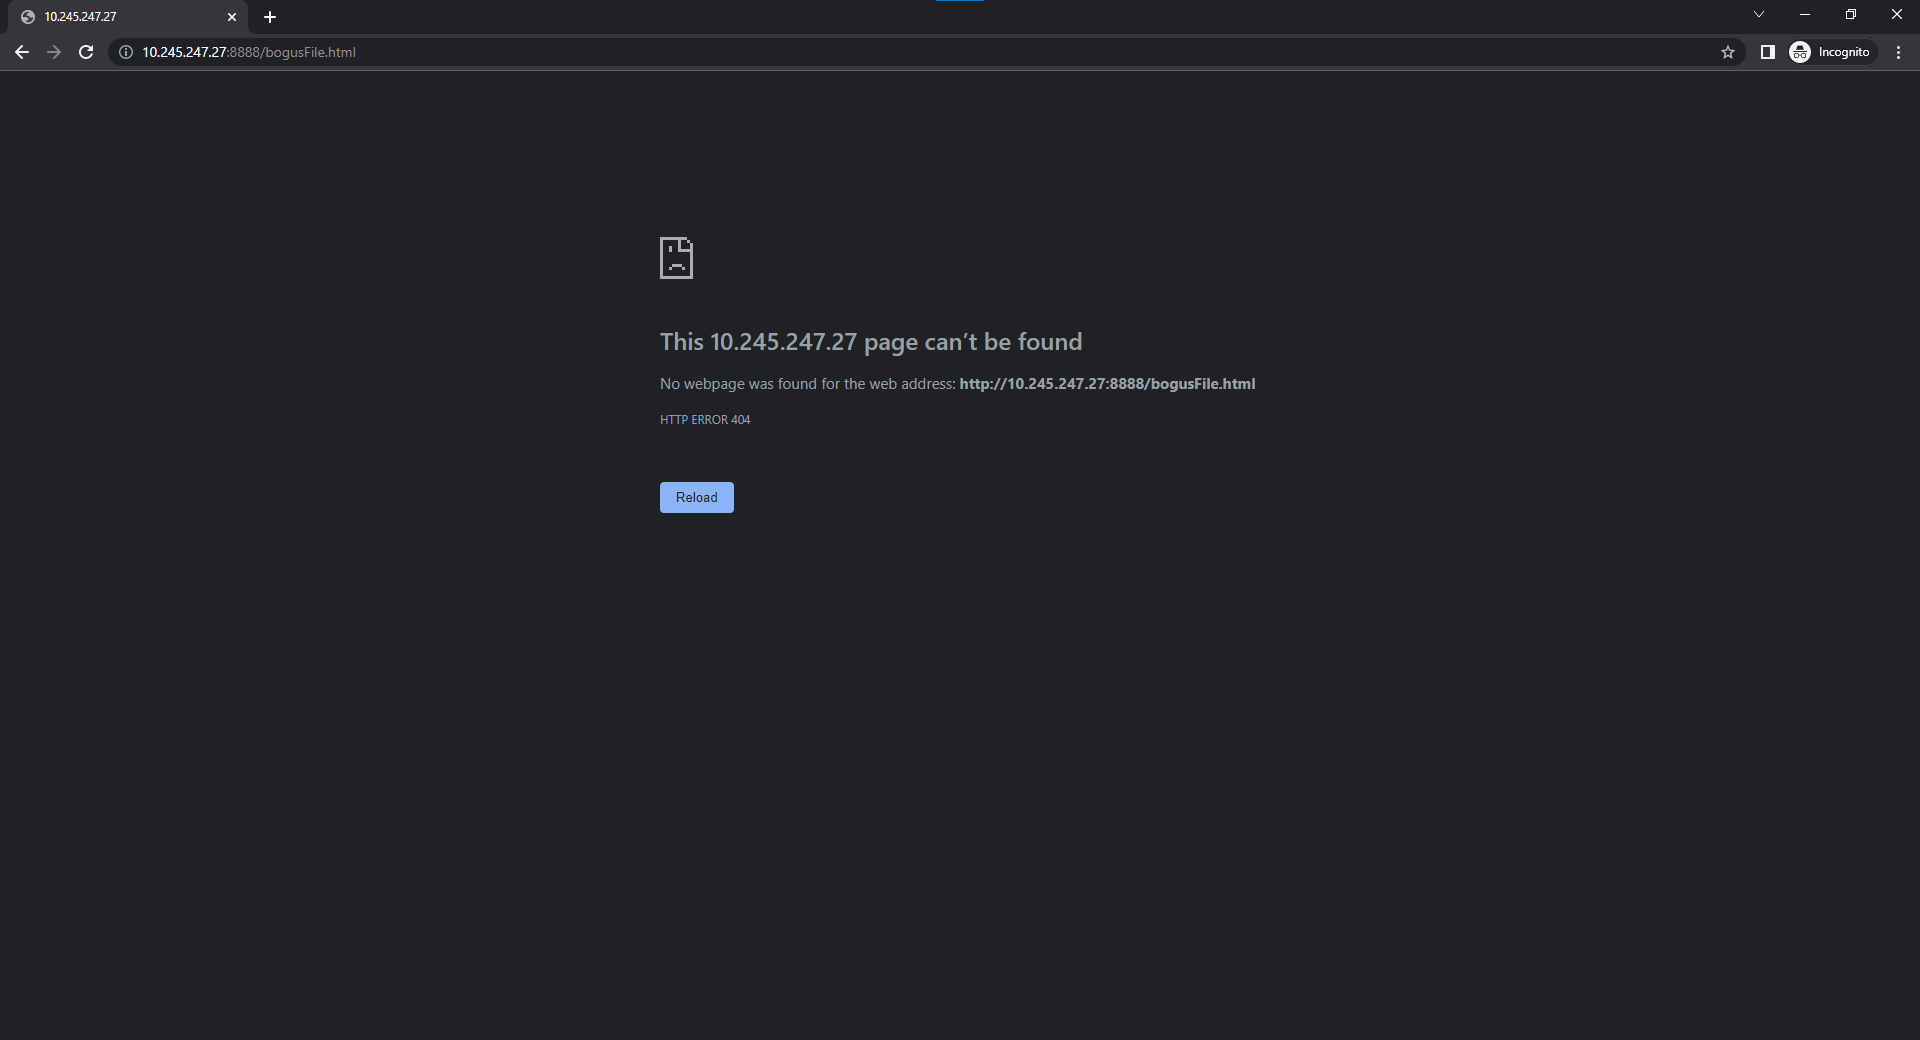 10.245.247.27
10.245.247.27:8888/bogusFile.html
Incognito
This 10.245.247.27 page can’t be found
No webpage was found for the web address: http://10.245.247.27:8888/bogusFile.html
HTTP ERROR 404
Reload